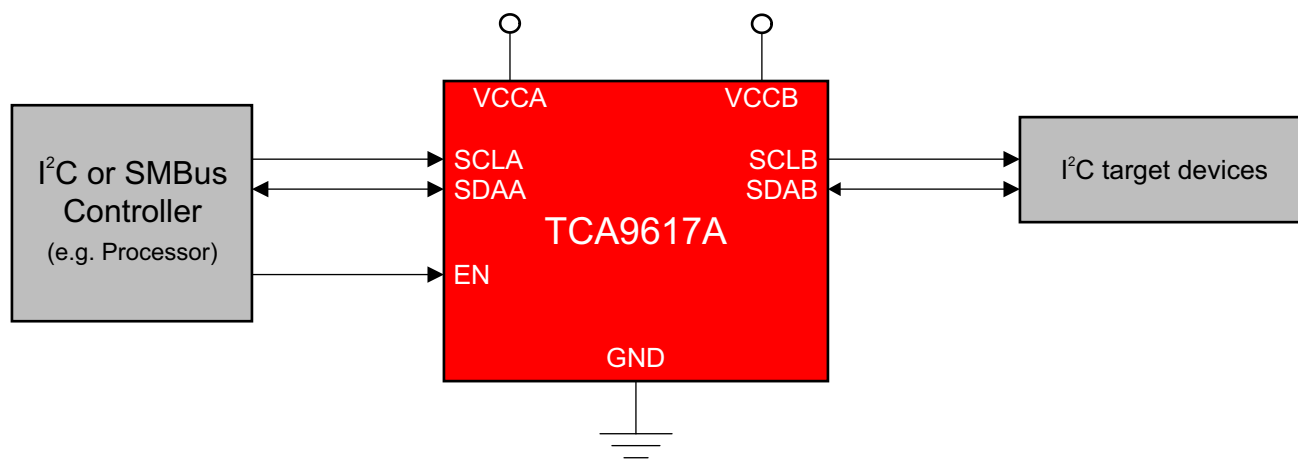 VCCA
VCCB
I²C or SMBus
Controller
(e.g. Processor)
SCLA
SDAA
EN
SCLB
SDAB
TCA9617A
GND
I²C target devices